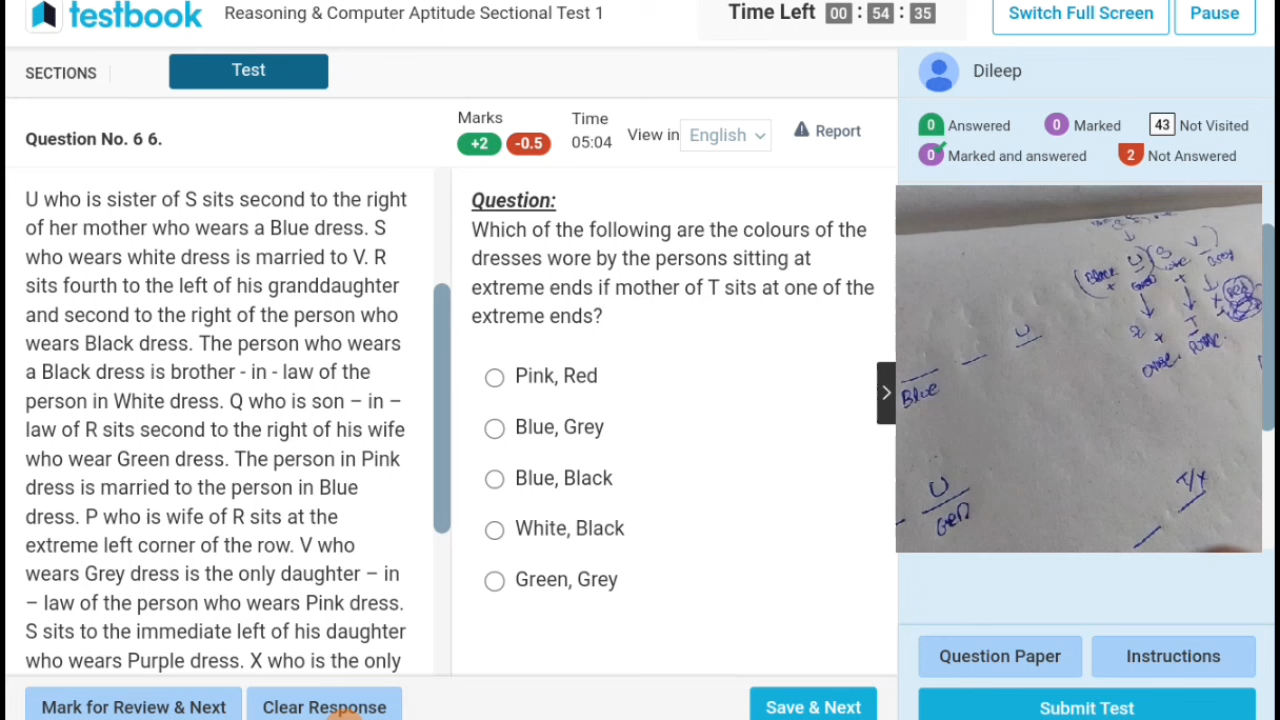 testbook
Reasoning & Computer Aptitude Sectional Test 1
Time Left 00 : 54 : 35
Switch Full Screen
Pause
SECTIONS
Test
Dileep
Question No. 6 6.
Marks
+2 -0.5
Time
05:04
View in English
Report
0 Answered
0 Marked
43 Not Visited
0 Marked and answered
2 Not Answered
U who is sister of S sits second to the right
of her mother who wears a Blue dress. S
who wears white dress is married to V. R
sits fourth to the left of his granddaughter
and second to the right of the person who
wears Black dress. The person who wears
a Black dress is brother - in - law of the
person in White dress. Q who is son – in –
law of R sits second to the right of his wife
who wear Green dress. The person in Pink
dress is married to the person in Blue
dress. P who is wife of R sits at the
extreme left corner of the row. V who
wears Grey dress is the only daughter – in
– law of the person who wears Pink dress.
S sits to the immediate left of his daughter
who wears Purple dress. X who is the only
Question:
Which of the following are the colours of the
dresses wore by the persons sitting at
extreme ends if mother of T sits at one of the
extreme ends?
Pink, Red
Blue, Grey
Blue, Black
White, Black
Green, Grey
U S V
Black
T
U
Blue
U
T/X
Mark for Review & Next
Clear Response
Save & Next
Question Paper
Instructions
Submit Test